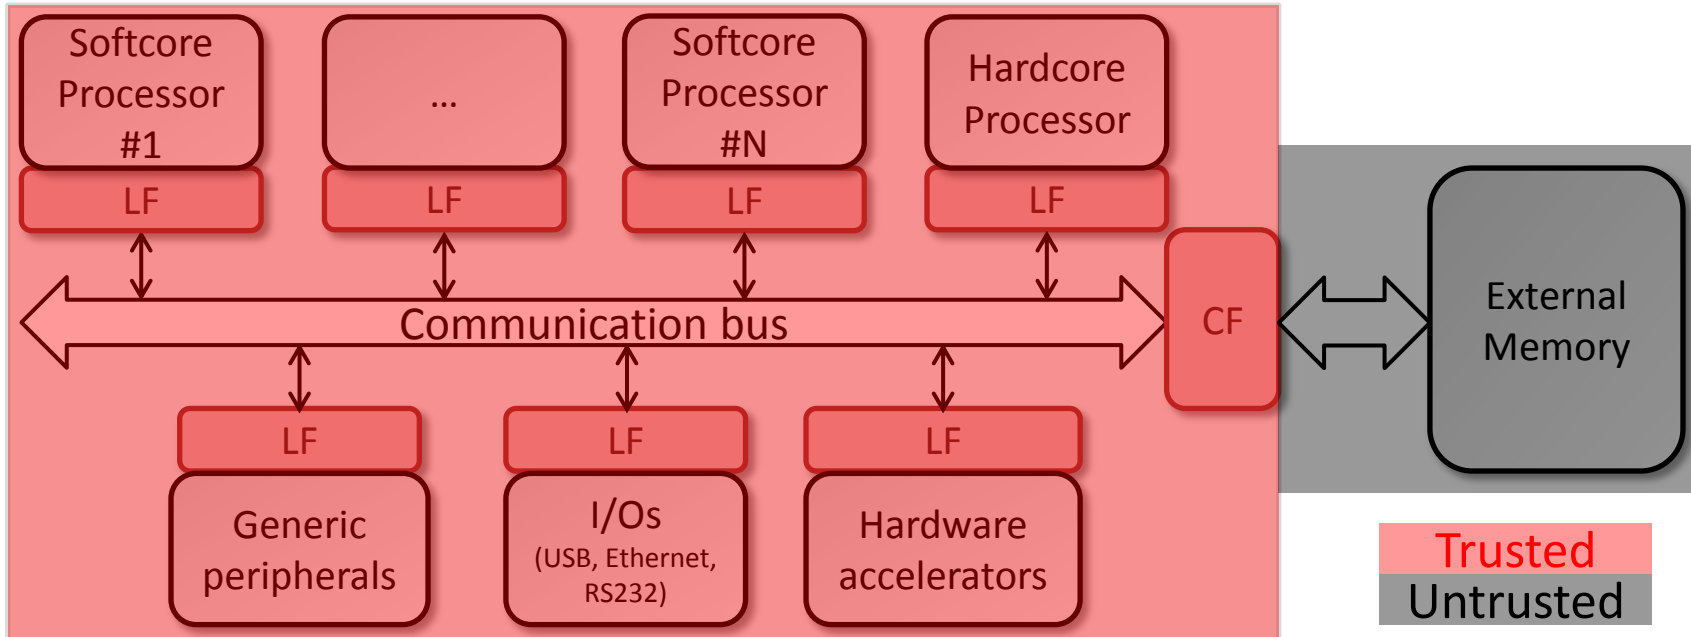 Softcore
Processor
#1
...
Softcore
Processor
#N
Hardcore
Processor
LF
LF
LF
LF
Communication bus
CF
External
Memory
LF
LF
LF
Generic
peripherals
I/Os
(USB, Ethernet,
RS232)
Hardware
accelerators
Trusted
Untrusted